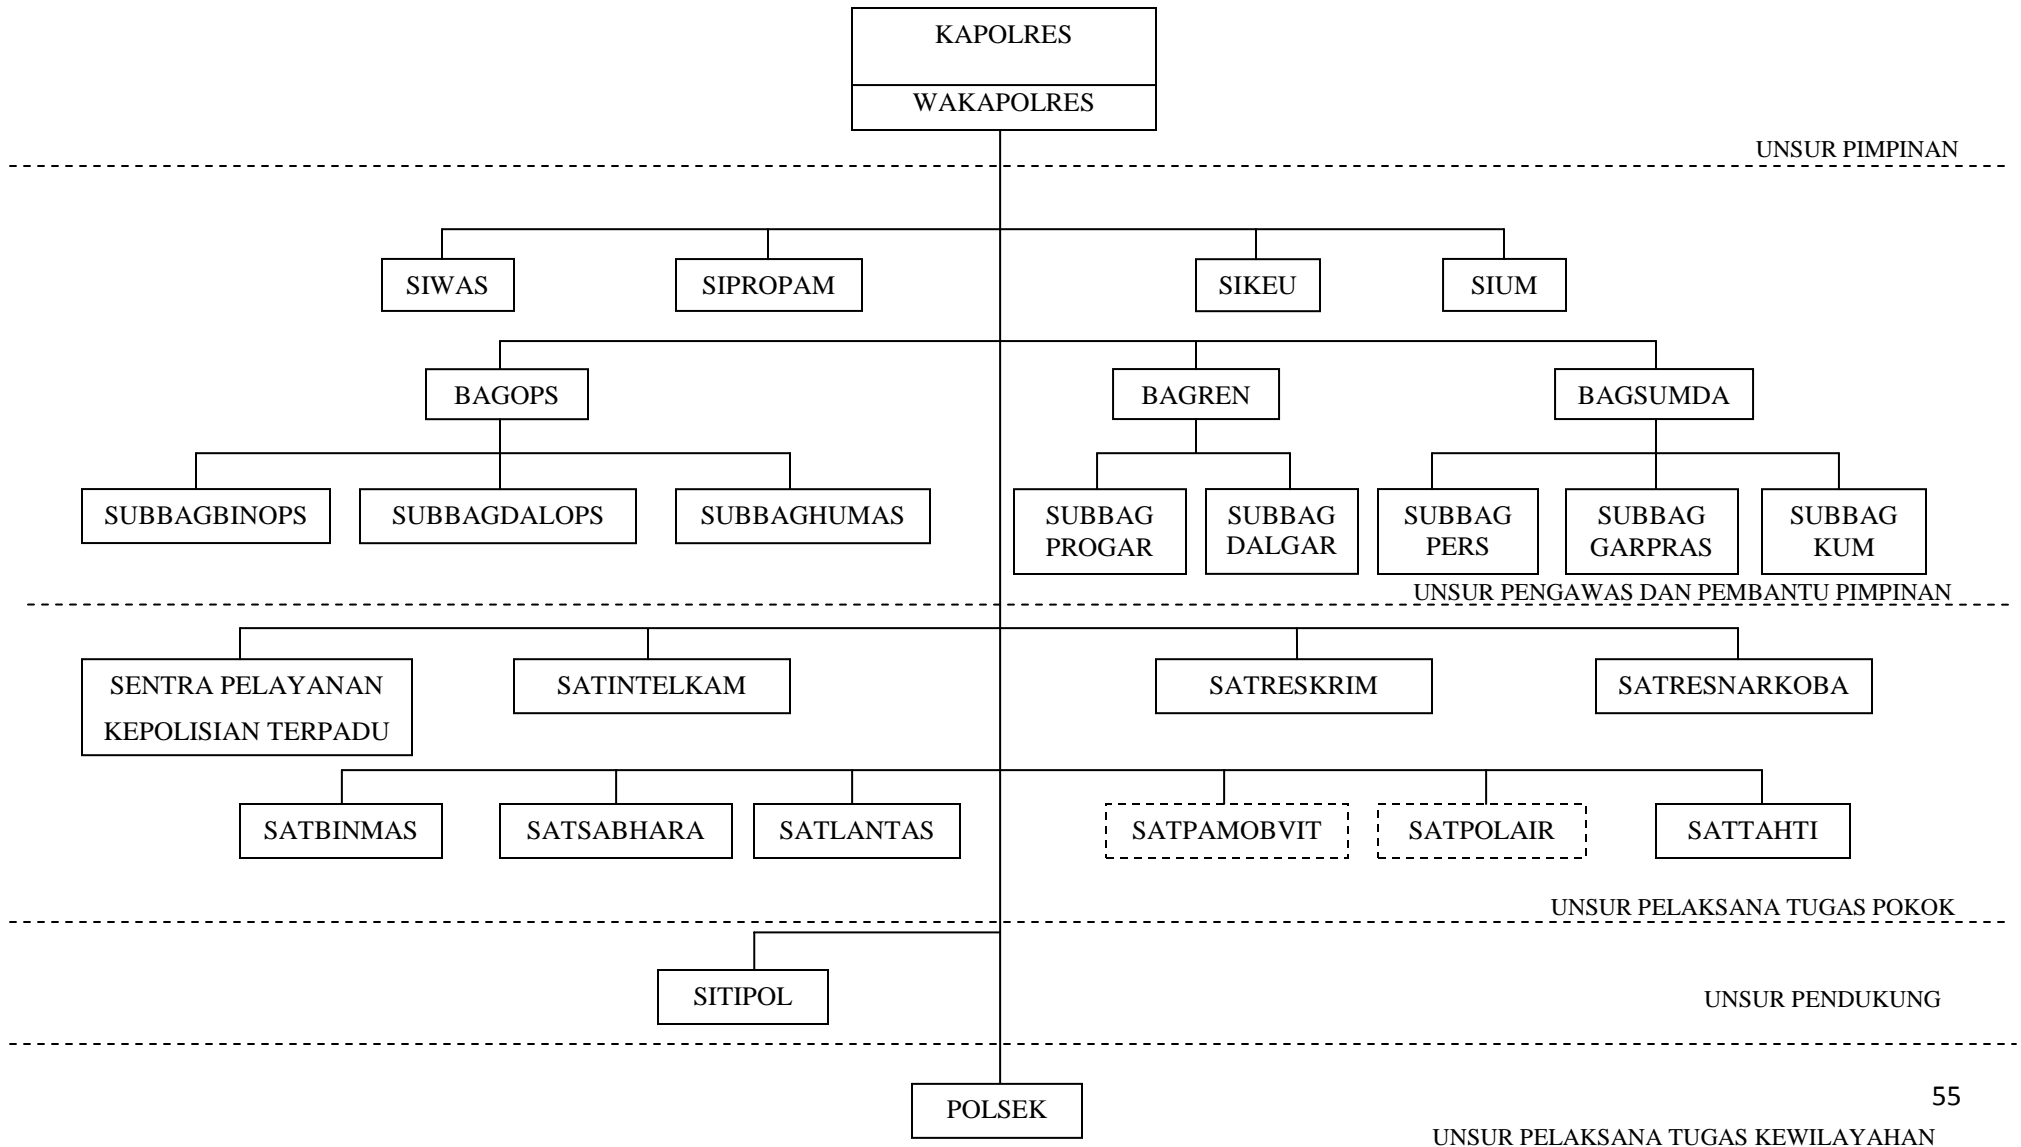 KAPOLRES
WAKAPOLRES
UNSUR PIMPINAN
SIWAS
SIPROPAM
SIKEU
SIUM
BAGOPS
BAGREN
BAGSUMDA
SUBBAGBINOPS
SUBBAGDALOPS
SUBBAGHUMAS
SUBBAG
PROGAR
SUBBAG
DALGAR
SUBBAG
PERS
SUBBAG
GARPRAS
SUBBAG
KUM
UNSUR PENGAWAS DAN PEMBANTU PIMPINAN
SENTRA PELAYANAN
KEPOLISIAN TERPADU
SATINTELKAM
SATRESKRIM
SATRESNARKOBA
SATBINMAS
SATSABHARA
SATLANTAS
SATPAMOBVIT
SATPOLAIR
SATTAHTI
UNSUR PELAKSANA TUGAS POKOK
SITIPOL
UNSUR PENDUKUNG
POLSEK
55
UNSUR PELAKSANA TUGAS KEWILAYAHAN